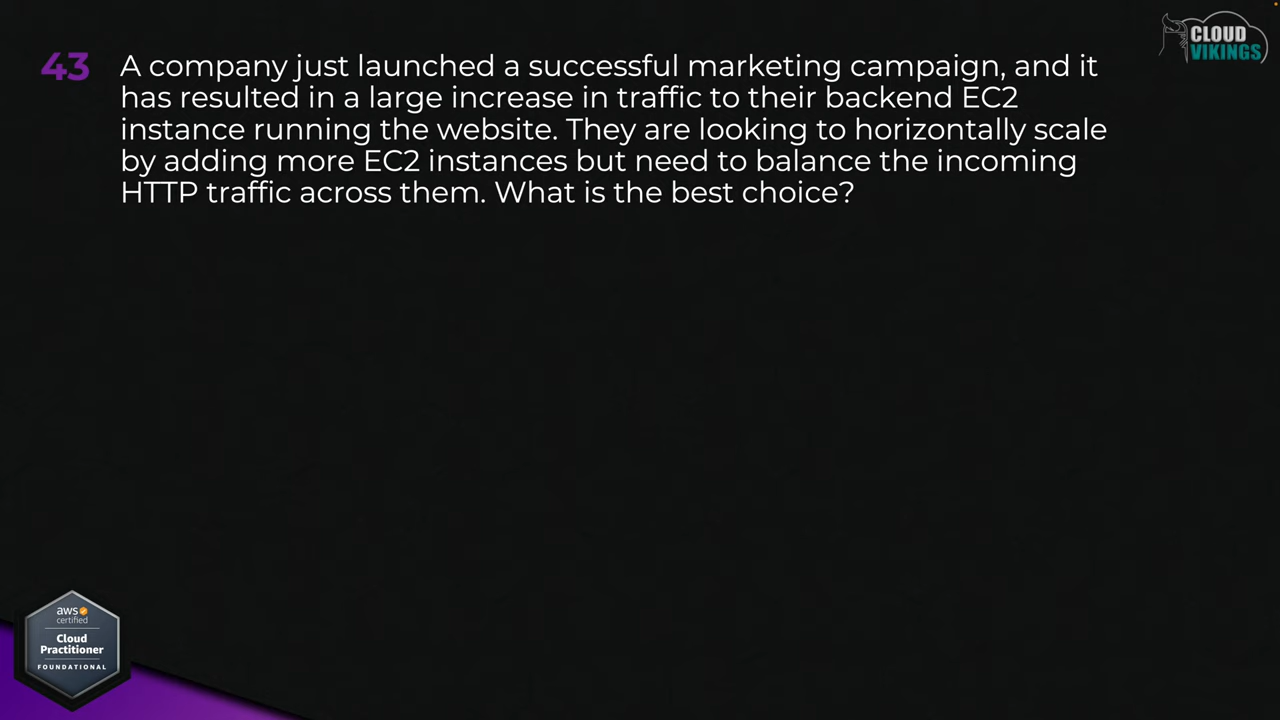 CLOUD
VIKINGS
43 A company just launched a successful marketing campaign, and it
has resulted in a large increase in traffic to their backend EC2
instance running the website. They are looking to horizontally scale
by adding more EC2 instances but need to balance the incoming
HTTP traffic across them. What is the best choice?
aws
certified
Cloud
Practitioner
FOUNDATIONAL